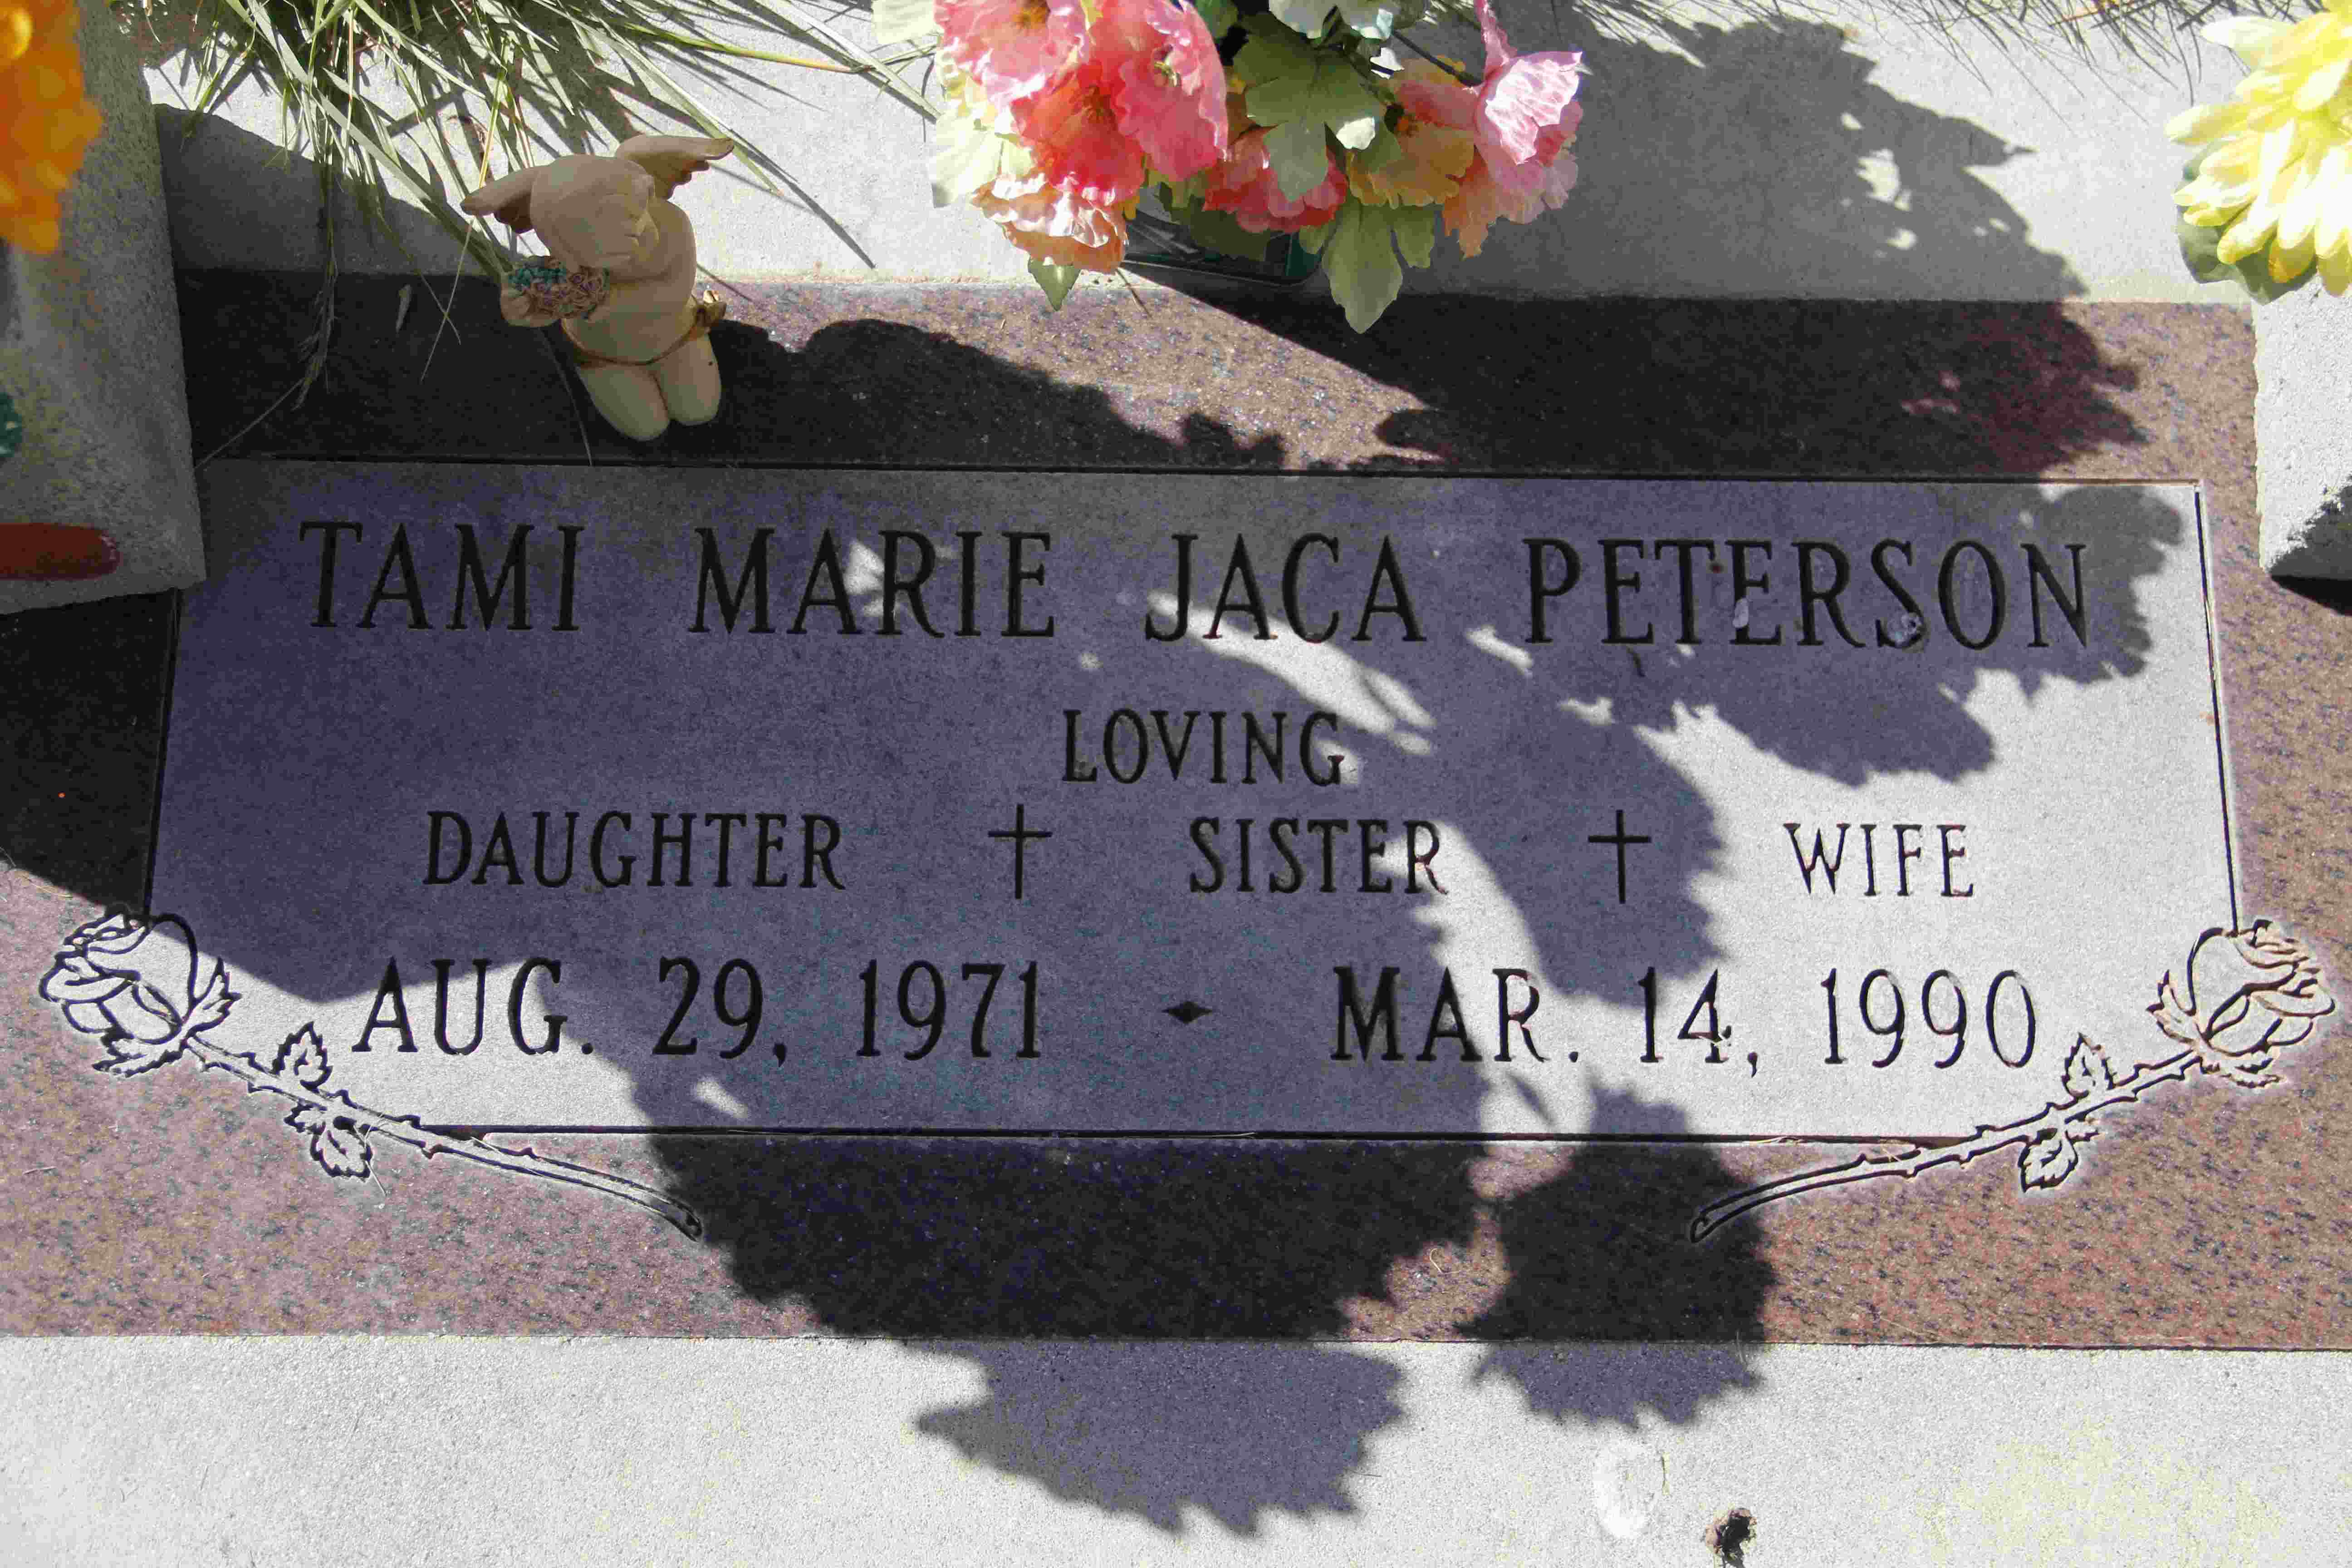 TAMI MARIE JACA PETERSON
LOVING
DAUGHTER † SISTER † WIFE
AUG. 29, 1971 ✦ MAR. 14, 1990